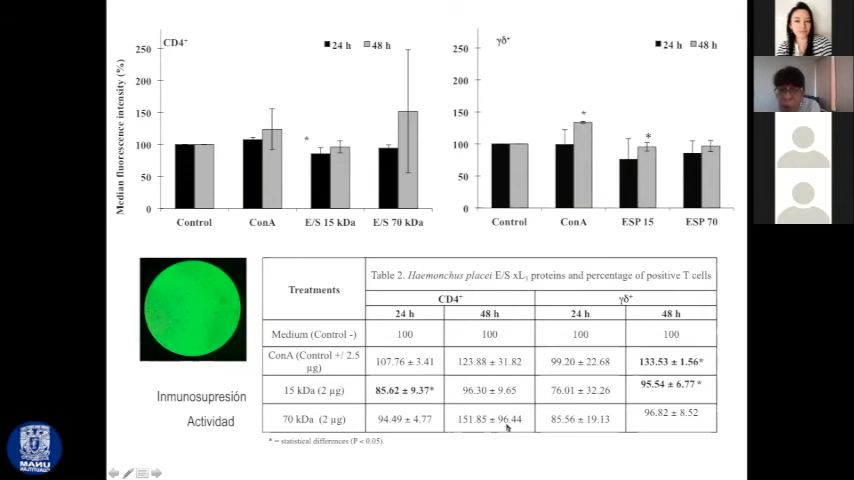 CD4⁺
24 h 48 h
Median fluorescence intensity (%)
250
200
150
100
50
0
*
Control ConA E/S 15 kDa E/S 70 kDa
γδ⁺
24 h 48 h
250
200
150
100
50
0
* *
Control ConA ESP 15 ESP 70
Treatments
Table 2. Haemonchus placei E/S xL₃ proteins and percentage of positive T cells
CD4⁺ γδ⁺
24 h 48 h 24 h 48 h
Medium (Control -) 100 100 100 100
ConA (Control +/ 2.5 µg) 107.76 ± 3.41 123.88 ± 31.82 99.20 ± 22.68 133.53 ± 1.56*
15 kDa (2 µg) 85.62 ± 9.37* 96.30 ± 9.65 76.01 ± 32.26 95.54 ± 6.77 *
70 kDa (2 µg) 94.49 ± 4.77 151.85 ± 96.44 85.56 ± 19.13 96.82 ± 8.52
* = statistical differences (P < 0.05).
Inmunosupresión
Actividad
UNAM
CUAUTITLAN